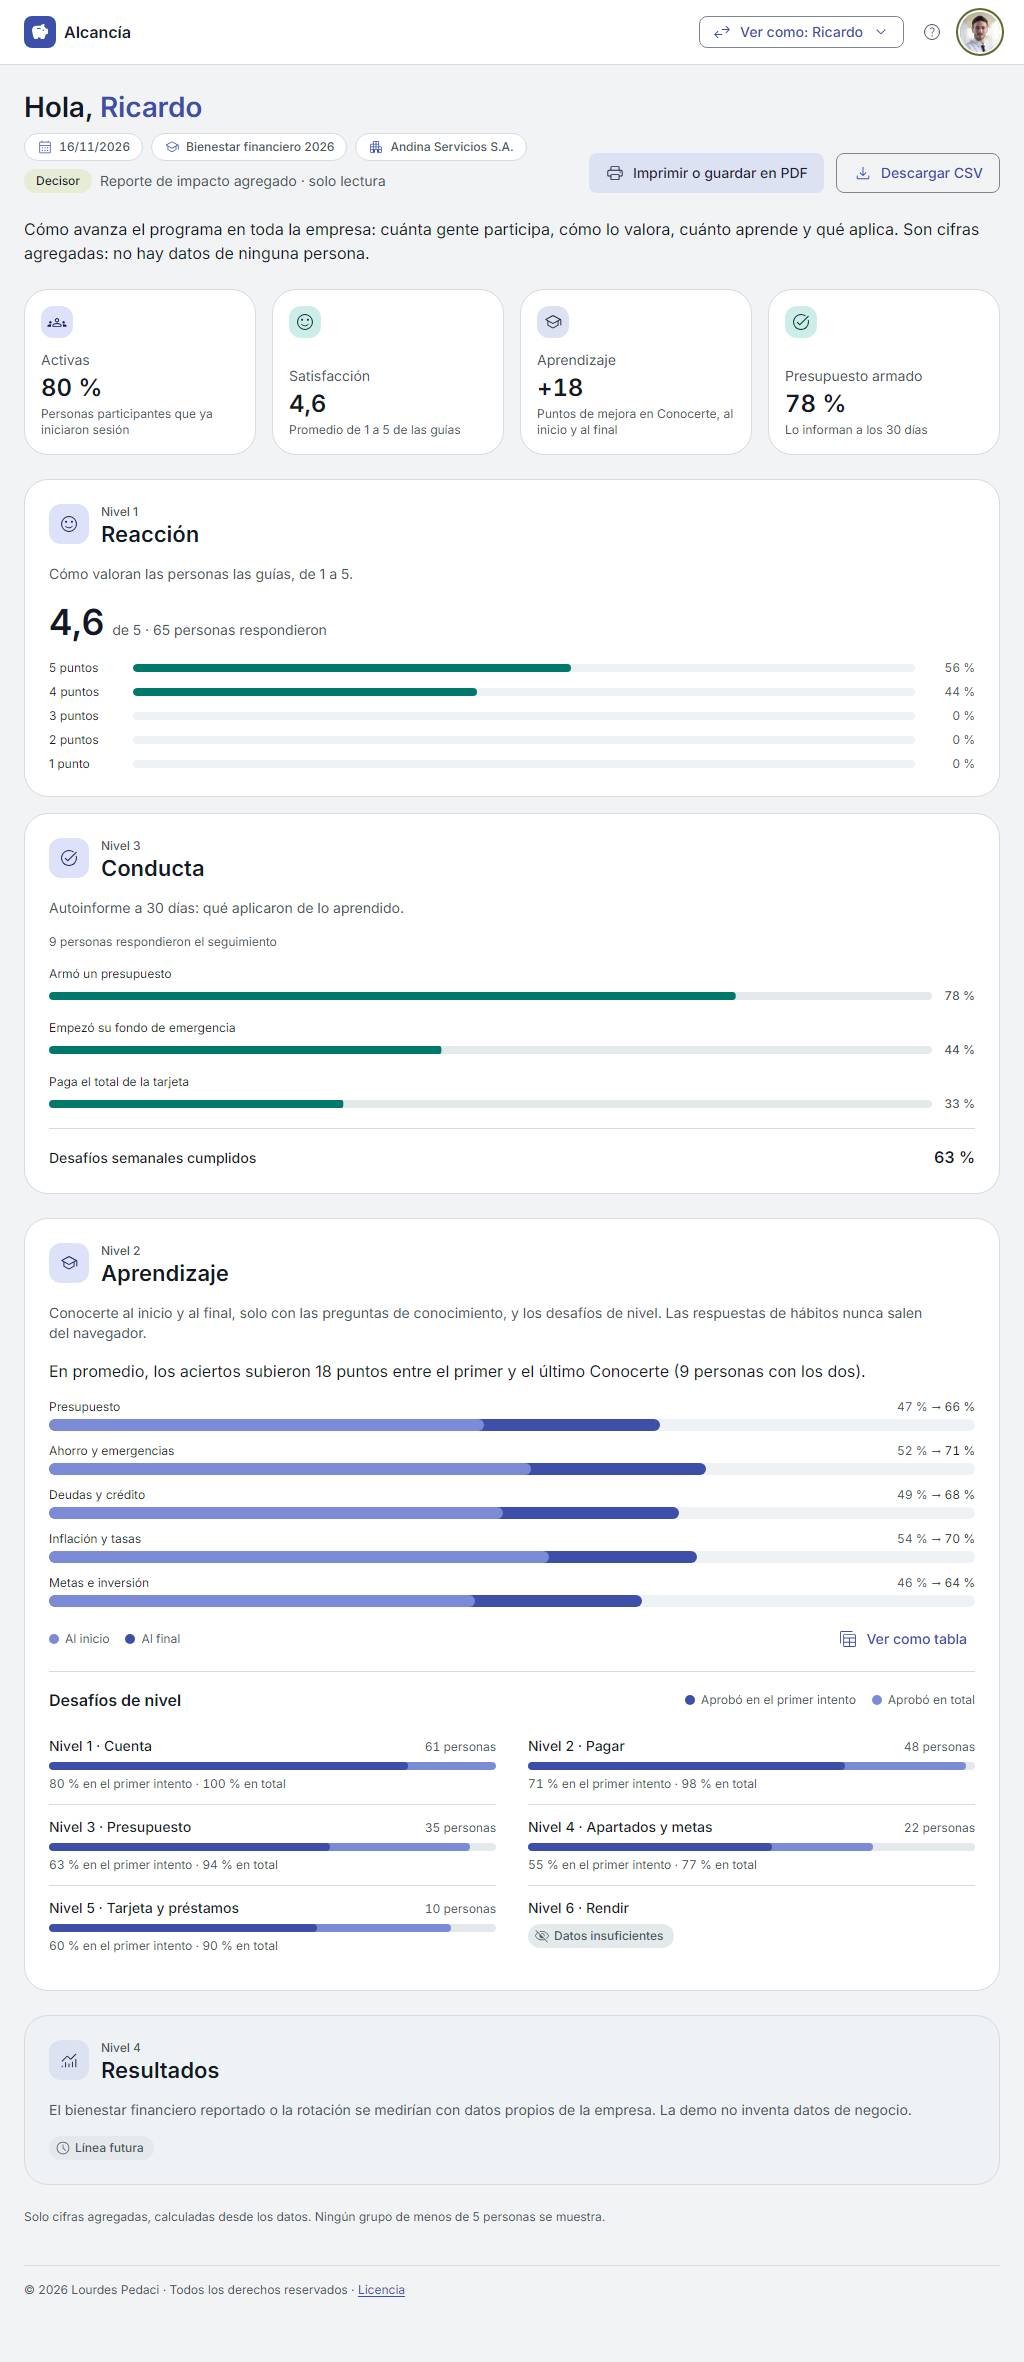 Alcancía
Ver como: Ricardo
Hola, Ricardo
16/11/2026
Bienestar financiero 2026
Andina Servicios S.A.
Decisor
Reporte de impacto agregado · solo lectura
Imprimir o guardar en PDF
Descargar CSV
Cómo avanza el programa en toda la empresa: cuánta gente participa, cómo lo valora, cuánto aprende y qué aplica. Son cifras
agregadas: no hay datos de ninguna persona.
Activas
80 %
Personas participantes que ya
iniciaron sesión
Satisfacción
4,6
Promedio de 1 a 5 de las guías
Aprendizaje
+18
Puntos de mejora en Conocerte, al
inicio y al final
Presupuesto armado
78 %
Lo informan a los 30 días
Nivel 1
Reacción
Cómo valoran las personas las guías, de 1 a 5.
4,6 de 5 · 65 personas respondieron
5 puntos 56 %
4 puntos 44 %
3 puntos 0 %
2 puntos 0 %
1 punto 0 %
Nivel 3
Conducta
Autoinforme a 30 días: qué aplicaron de lo aprendido.
9 personas respondieron el seguimiento
Armó un presupuesto
78 %
Empezó su fondo de emergencia
44 %
Paga el total de la tarjeta
33 %
Desafíos semanales cumplidos 63 %
Nivel 2
Aprendizaje
Conocerte al inicio y al final, solo con las preguntas de conocimiento, y los desafíos de nivel. Las respuestas de hábitos nunca salen
del navegador.
En promedio, los aciertos subieron 18 puntos entre el primer y el último Conocerte (9 personas con los dos).
Presupuesto 47 % → 66 %
Ahorro y emergencias 52 % → 71 %
Deudas y crédito 49 % → 68 %
Inflación y tasas 54 % → 70 %
Metas e inversión 46 % → 64 %
Al inicio
Al final
Ver como tabla
Desafíos de nivel
Aprobó en el primer intento
Aprobó en total
Nivel 1 · Cuenta 61 personas
80 % en el primer intento · 100 % en total
Nivel 2 · Pagar 48 personas
71 % en el primer intento · 98 % en total
Nivel 3 · Presupuesto 35 personas
63 % en el primer intento · 94 % en total
Nivel 4 · Apartados y metas 22 personas
55 % en el primer intento · 77 % en total
Nivel 5 · Tarjeta y préstamos 10 personas
60 % en el primer intento · 90 % en total
Nivel 6 · Rendir
Datos insuficientes
Nivel 4
Resultados
El bienestar financiero reportado o la rotación se medirían con datos propios de la empresa. La demo no inventa datos de negocio.
Línea futura
Solo cifras agregadas, calculadas desde los datos. Ningún grupo de menos de 5 personas se muestra.
© 2026 Lourdes Pedaci · Todos los derechos reservados · Licencia